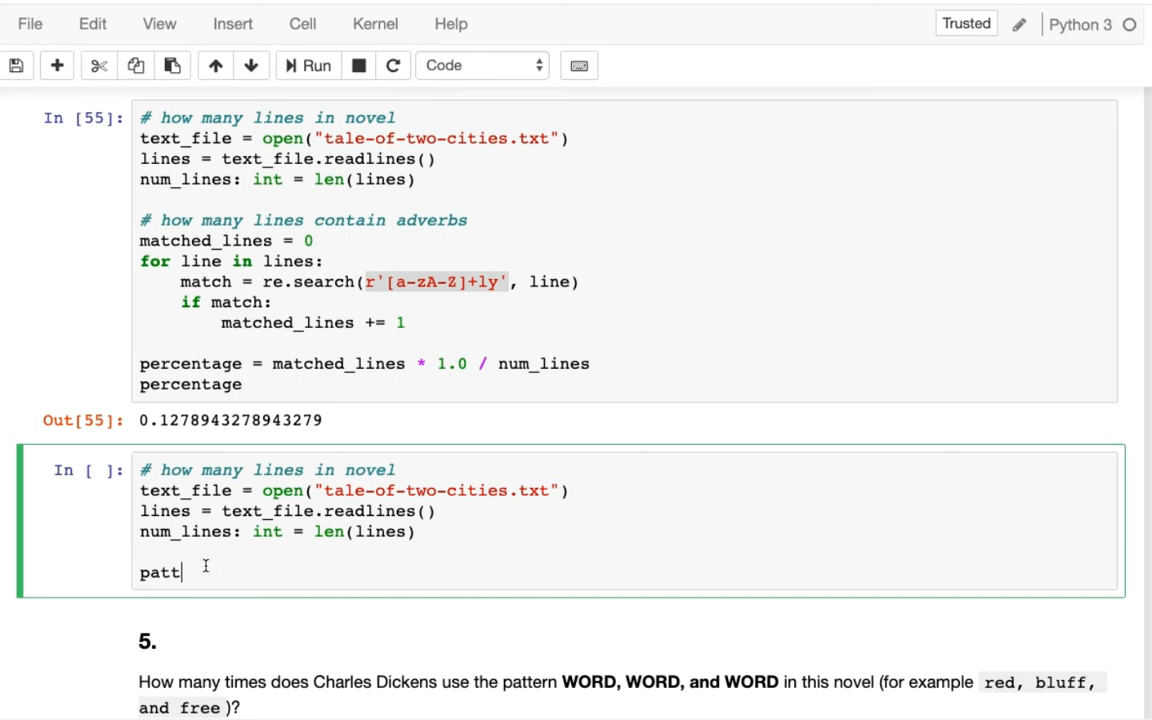 File Edit View Insert Cell Kernel Help Trusted Python 3
Run Code
In [55]: # how many lines in novel
text_file = open("tale-of-two-cities.txt")
lines = text_file.readlines()
num_lines: int = len(lines)
# how many lines contain adverbs
matched_lines = 0
for line in lines:
match = re.search(r'[a-zA-Z]+ly', line)
if match:
matched_lines += 1
percentage = matched_lines * 1.0 / num_lines
percentage
Out[55]: 0.1278943278943279
In [ ]: # how many lines in novel
text_file = open("tale-of-two-cities.txt")
lines = text_file.readlines()
num_lines: int = len(lines)
patt
5.
How many times does Charles Dickens use the pattern WORD, WORD, and WORD in this novel (for example red, bluff,
and free )?